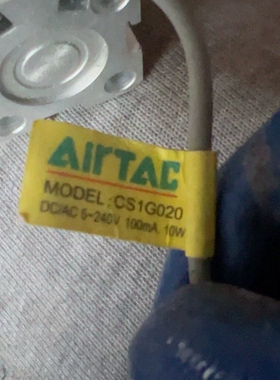 AirTAC
MODEL: CS1G020
DC/AC 5-240V 100mA, 10W